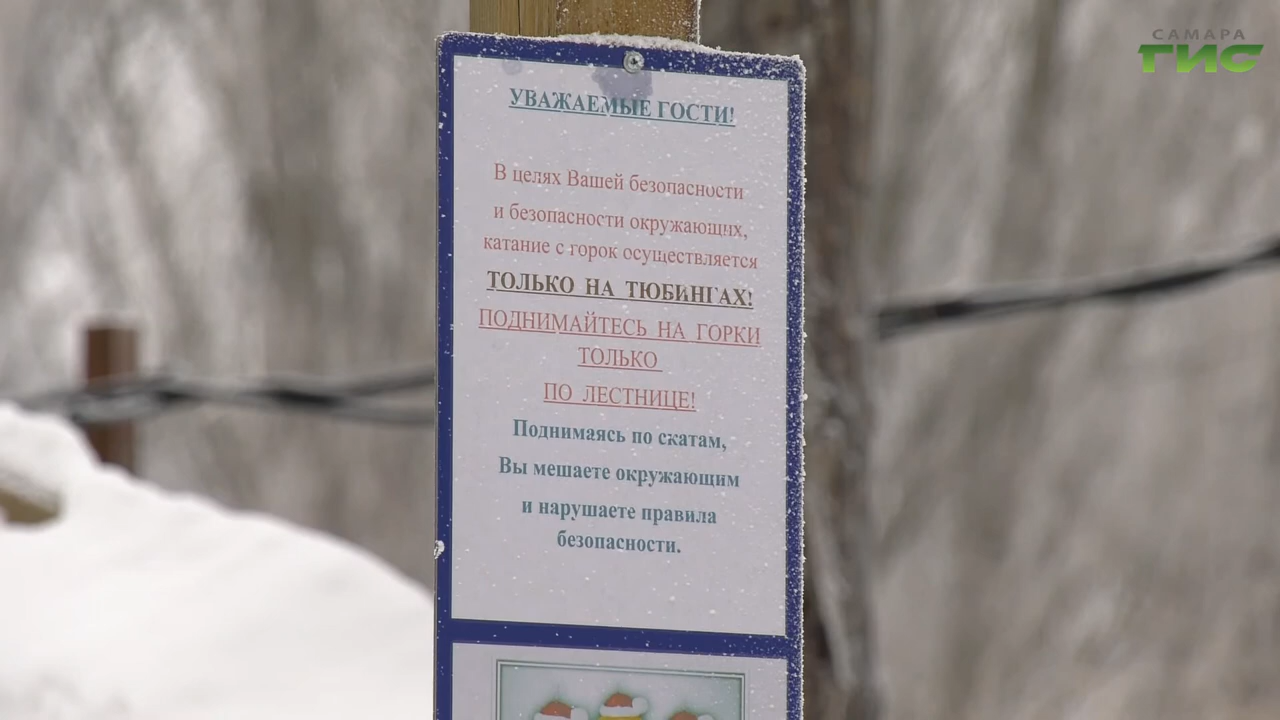 САМАРА
ГИС
УВАЖАЕМЫЕ ГОСТИ!
В целях Вашей безопасности
и безопасности окружающих,
катание с горок осуществляется
ТОЛЬКО НА ТЮБИНГАХ!
ПОДНИМАЙТЕСЬ НА ГОРКИ
ТОЛЬКО
ПО ЛЕСТНИЦЕ!
Поднимаясь по скатам,
Вы мешаете окружающим
и нарушаете правила
безопасности.